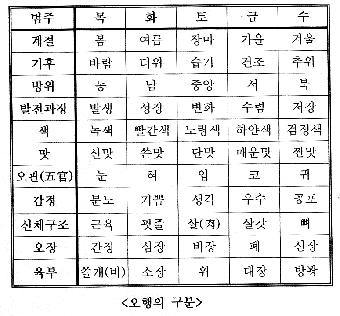 범주 목 화 토 금 수
계절 봄 여름 장마 가을 겨울
기후 바람 더위 습기 건조 추위
방위 동 남 중앙 서 북
발전과정 발생 성장 변화 수렴 저장
색 녹색 빨간색 노랑색 하얀색 검정색
맛 신맛 쓴맛 단맛 매운맛 짠맛
오관(五官) 눈 혀 입 코 귀
감정 분노 기쁨 생각 우수 공포
신체구조 근육 핏줄 살(肉) 살갗 뼈
오장 간장 심장 비장 폐 신장
육부 쓸개(비) 소장 위 대장 방광
<오행의 구분>